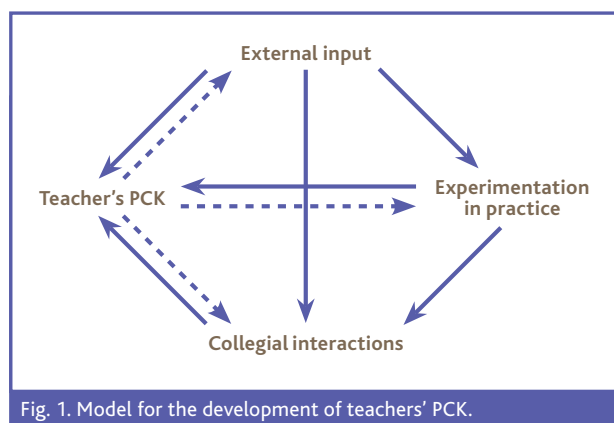 External input
Teacher's PCK
Experimentation
in practice
Collegial interactions
Fig. 1. Model for the development of teachers' PCK.